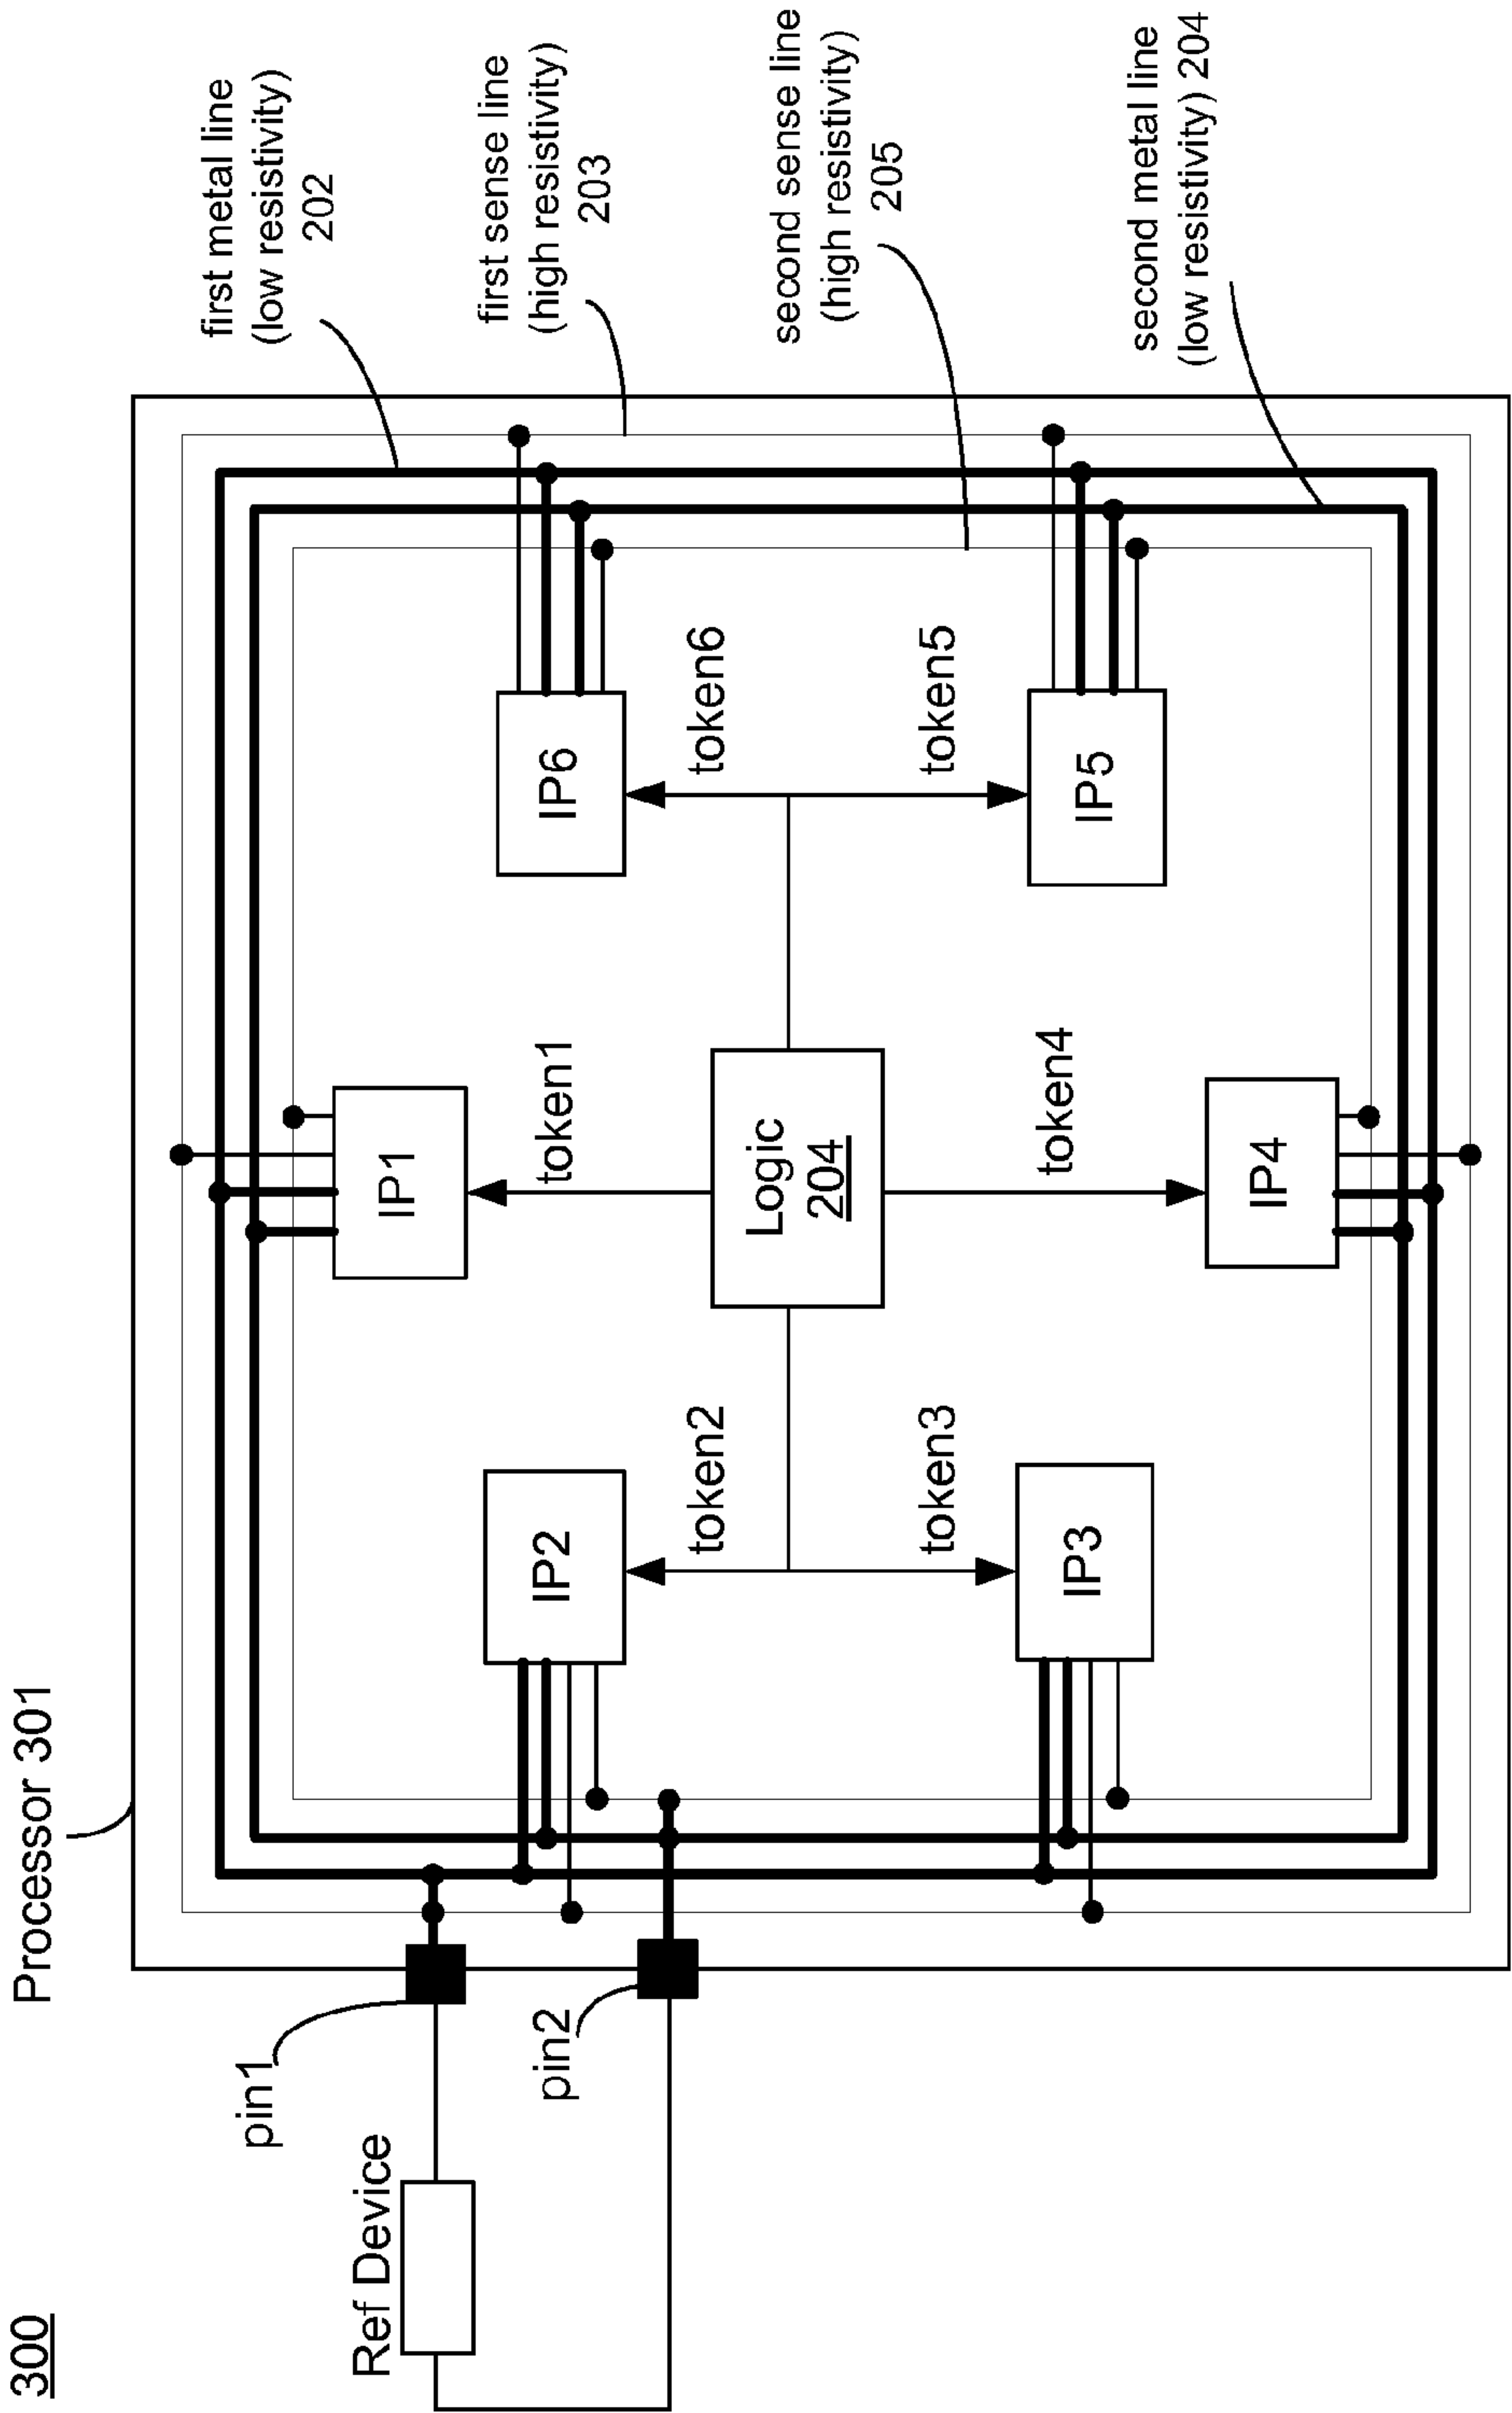 300
Processor 301
Ref Device
pin1
pin2
first metal line
(low resistivity)
202
first sense line
(high resistivity)
203
second sense line
(high resistivity)
205
second metal line
(low resistivity) 204
IP1
token1
IP2
token2
IP6
token6
Logic
204
token3
IP3
token5
IP5
token4
IP4